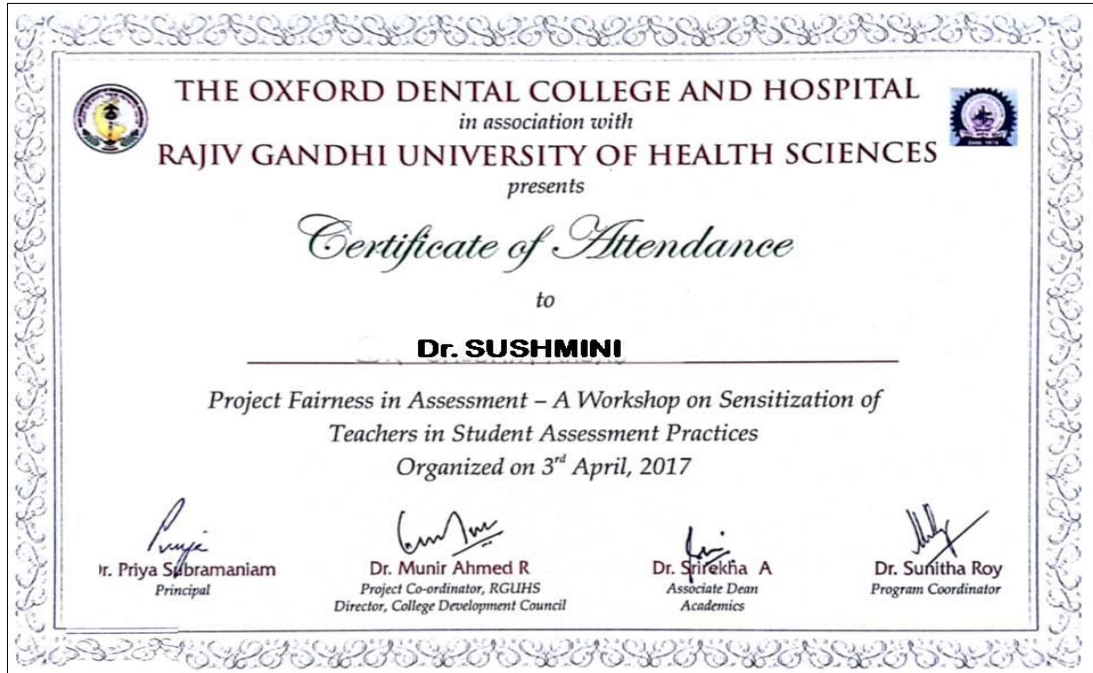 THE OXFORD DENTAL COLLEGE AND HOSPITAL
in association with
RAJIV GANDHI UNIVERSITY OF HEALTH SCIENCES
presents
Certificate of Attendance
to
Dr. SUSHMINI
Project Fairness in Assessment – A Workshop on Sensitization of
Teachers in Student Assessment Practices
Organized on 3rd April, 2017
r. Priya Subramaniam
Principal
Dr. Munir Ahmed R
Project Co-ordinator, RGUHS
Director, College Development Council
Dr. Srirekha A
Associate Dean
Academics
Dr. Sunitha Roy
Program Coordinator